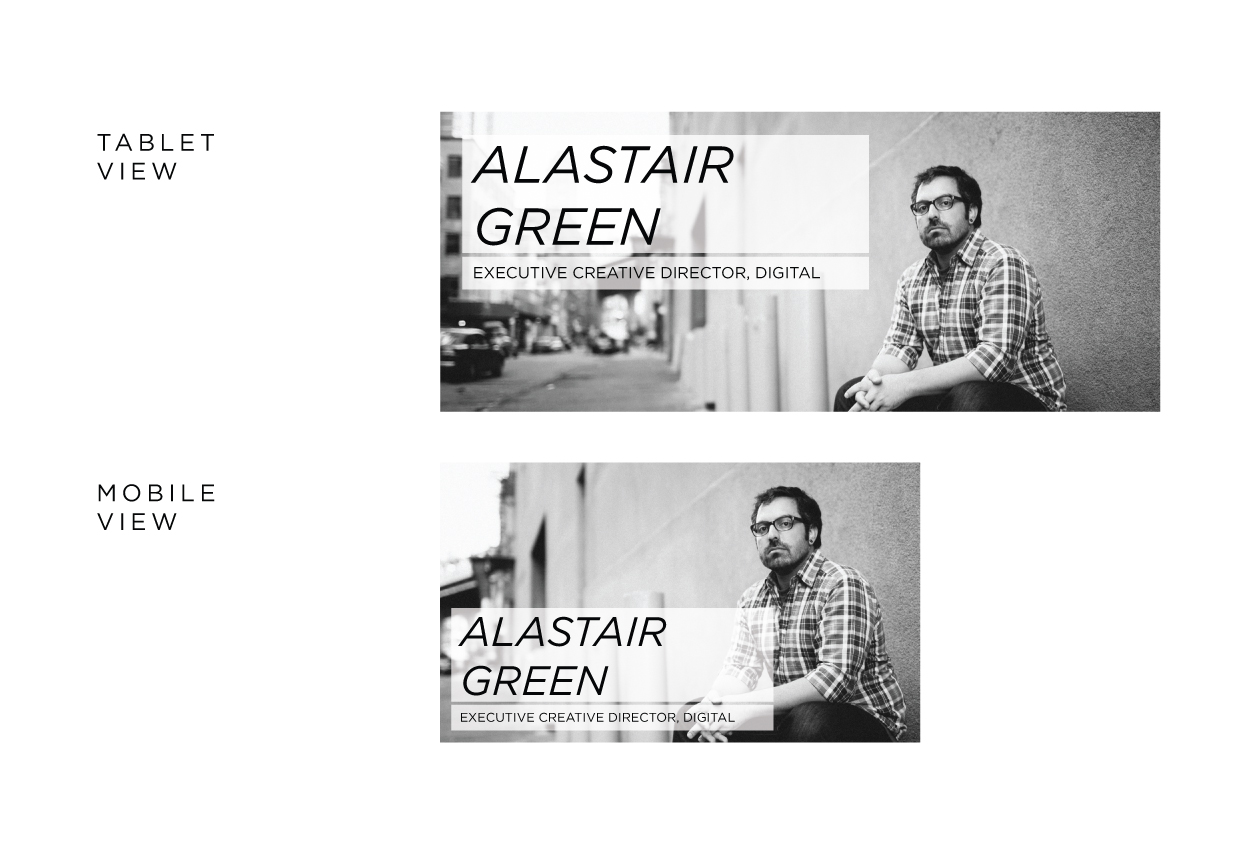 TABLET
VIEW
ALASTAIR
GREEN
EXECUTIVE CREATIVE DIRECTOR, DIGITAL
MOBILE
VIEW
ALASTAIR
GREEN
EXECUTIVE CREATIVE DIRECTOR, DIGITAL